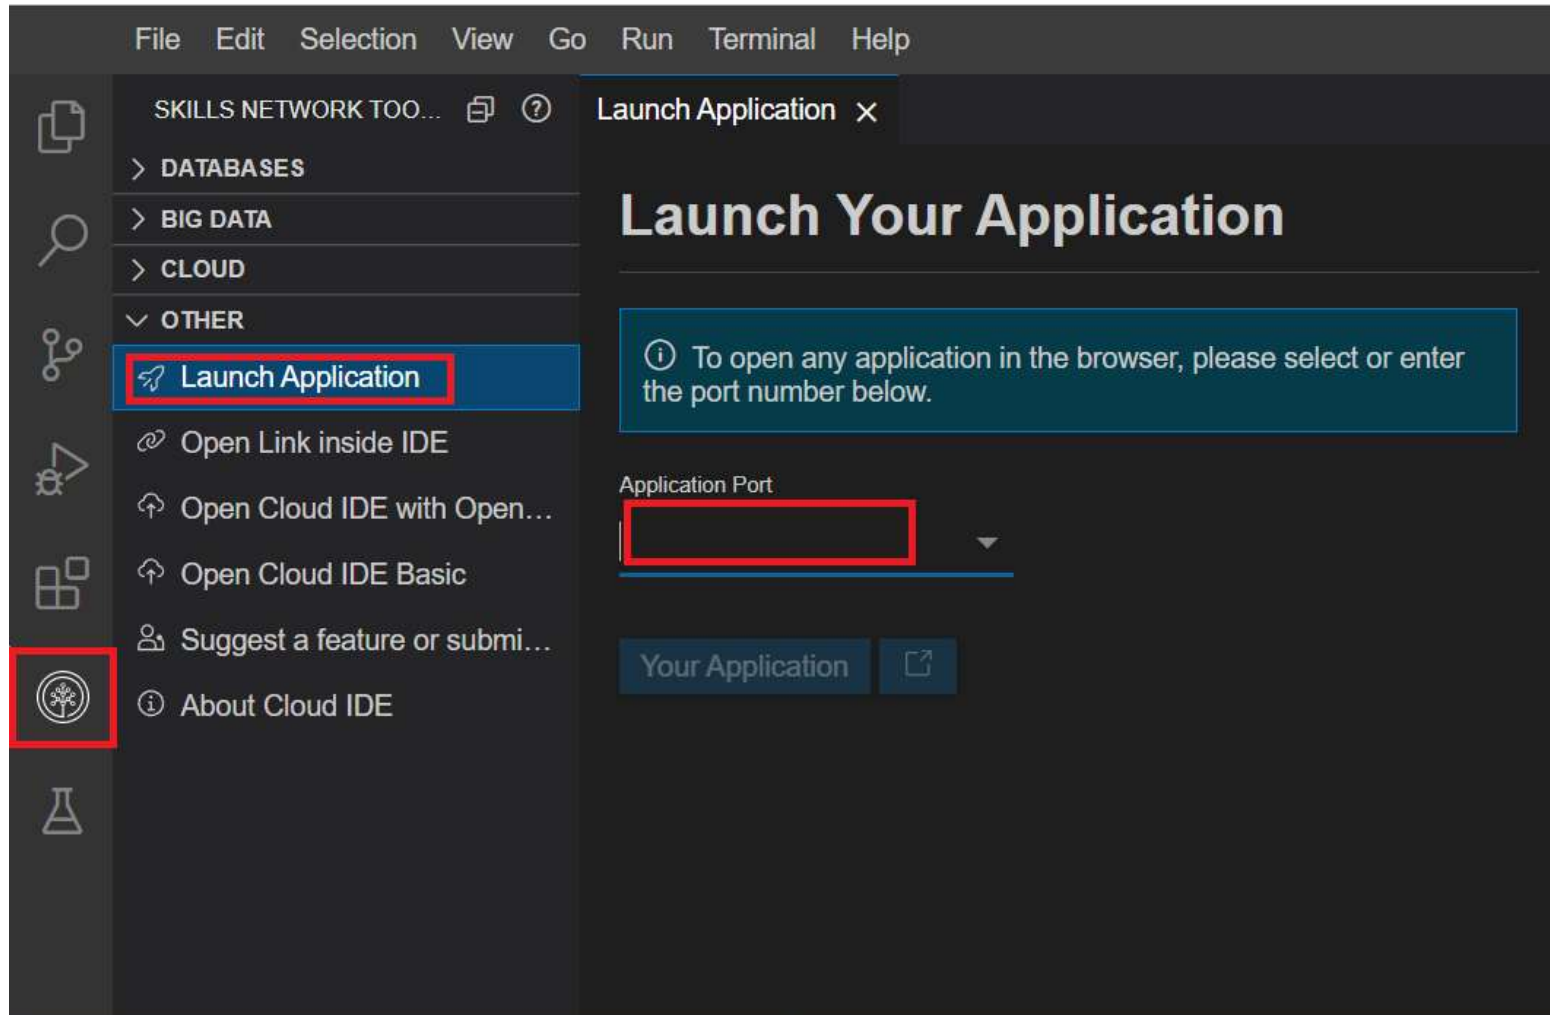 File Edit Selection View Go Run Terminal Help
SKILLS NETWORK TOO...
Launch Application
DATABASES
BIG DATA
CLOUD
OTHER
Launch Application
Open Link inside IDE
Open Cloud IDE with Open...
Open Cloud IDE Basic
Suggest a feature or submi...
About Cloud IDE
Launch Your Application
To open any application in the browser, please select or enter
the port number below.
Application Port
Your Application